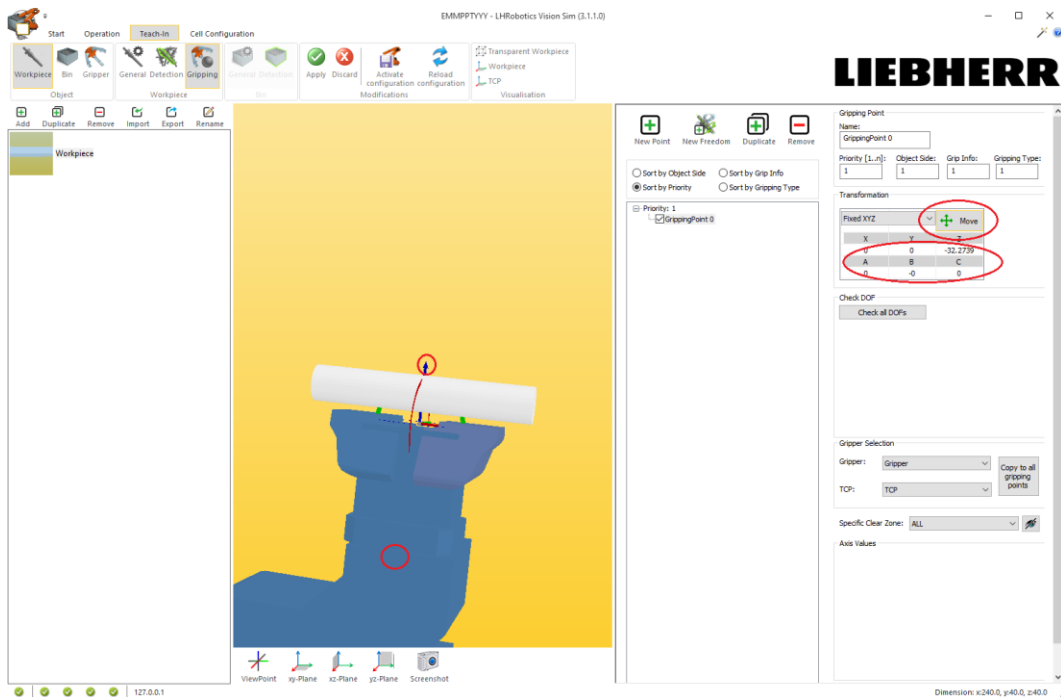 EMMPPTYYY - LHRobotics Vision Sim (3.1.1.0)
Start Operation Teach-In Cell Configuration
Workpiece Bin Gripper General Detection Gripping General Detection Apply Discard Activate configuration Reload configuration
Transparent Workpiece
Workpiece
TCP
Object Workpiece Bin Modifications Visualisation
LIEBHERR
Add Duplicate Remove Import Export Rename
Workpiece
New Point New Freedom Duplicate Remove
Sort by Object Side Sort by Grip Info
Sort by Priority Sort by Gripping Type
Priority: 1
GrippingPoint 0
Gripping Point
Name:
GrippingPoint 0
Priority [1..n]: Object Side: Grip Info: Gripping Type:
1 1 1 1
Transformation
Fixed XYZ Move
X Y Z
0 0 -32.2739
A B C
0 -0 0
Check DOF
Check all DOFs
Gripper Selection
Gripper: Gripper
TCP: TCP
Copy to all
gripping
points
Specific Clear Zone: ALL
Axis Values
ViewPoint xy-Plane xz-Plane yz-Plane Screenshot
127.0.0.1
Dimension: x:240.0, y:40.0, z:40.0